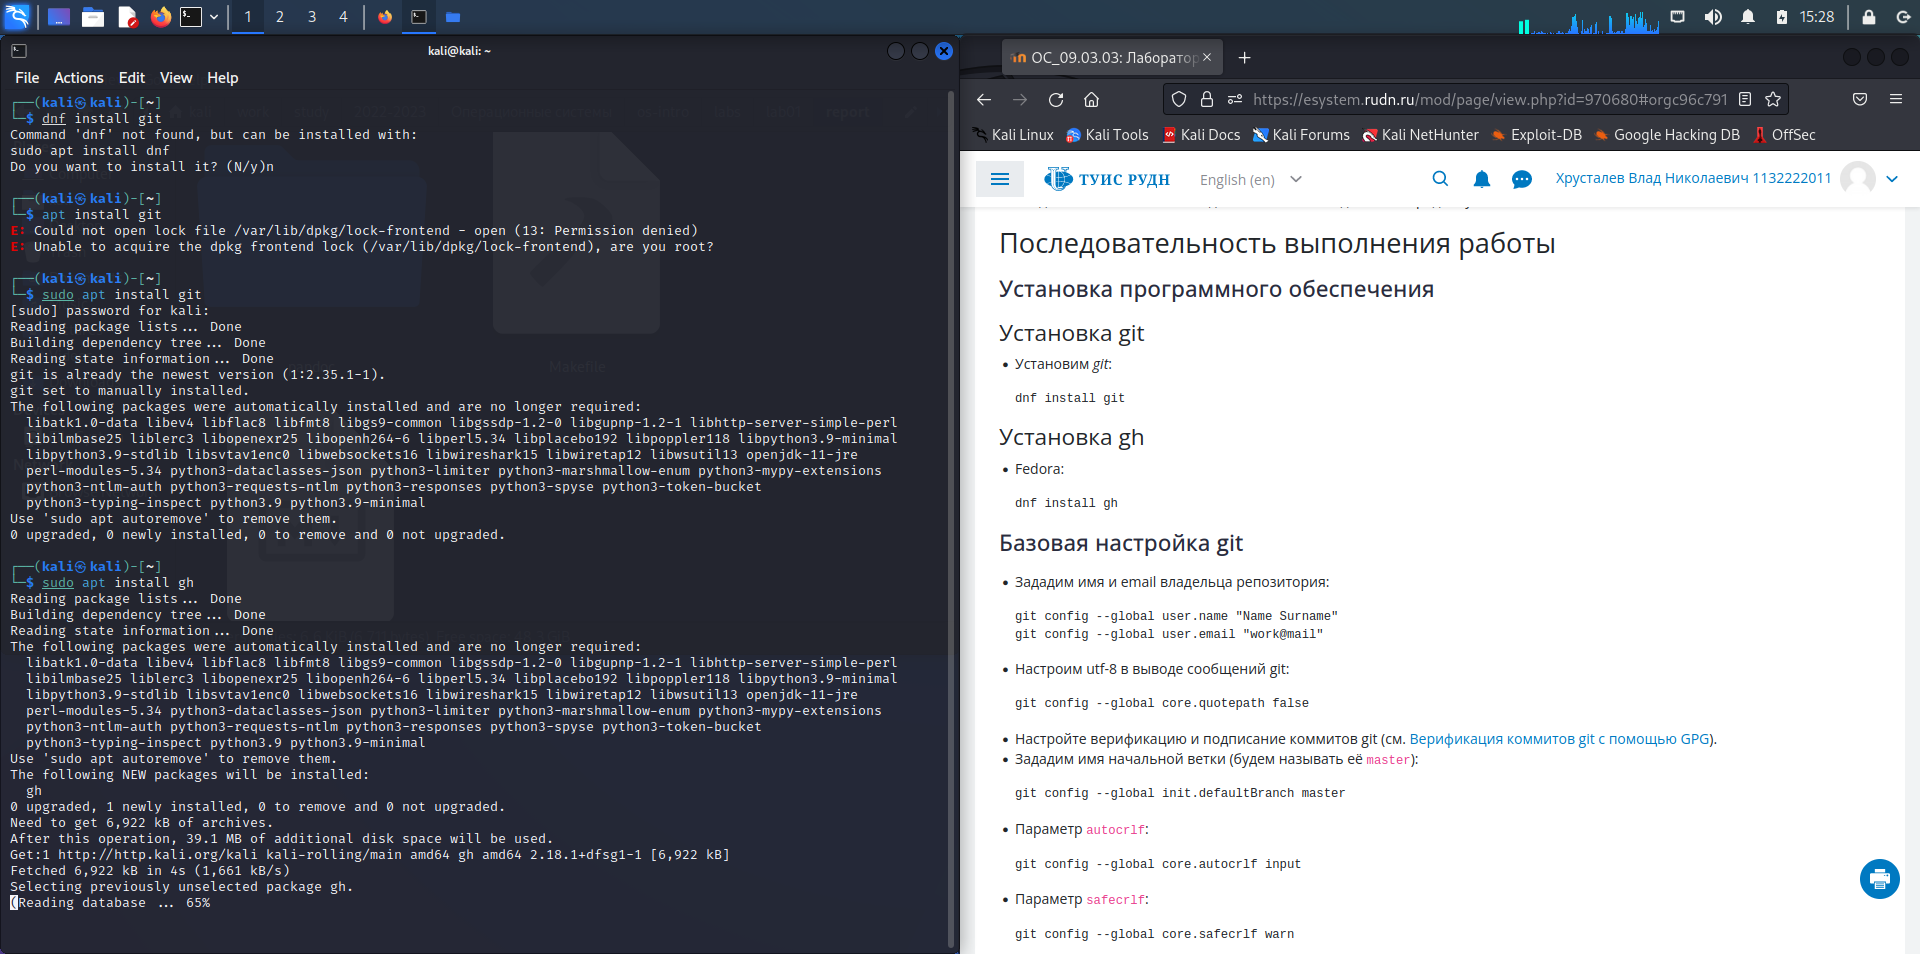 1 2 3 4
15:28
kali@kali: ~
File Actions Edit View Help
┌──(kali㉿kali)-[~]
└─$ dnf install git
Command 'dnf' not found, but can be installed with:
sudo apt install dnf
Do you want to install it? (N/y)n
┌──(kali㉿kali)-[~]
└─$ apt install git
E: Could not open lock file /var/lib/dpkg/lock-frontend - open (13: Permission denied)
E: Unable to acquire the dpkg frontend lock (/var/lib/dpkg/lock-frontend), are you root?
┌──(kali㉿kali)-[~]
└─$ sudo apt install git
[sudo] password for kali:
Reading package lists... Done
Building dependency tree... Done
Reading state information... Done
git is already the newest version (1:2.35.1-1).
git set to manually installed.
The following packages were automatically installed and are no longer required:
libatk1.0-data libev4 libflac8 libfmt8 libgs9-common libgssdp-1.2-0 libgupnp-1.2-1 libhttp-server-simple-perl
libilmbase25 liblerc3 libopenexr25 libopenh264-6 libperl5.34 libplacebo192 libpoppler118 libpython3.9-minimal
libpython3.9-stdlib libsvtav1enc0 libwebsockets16 libwireshark15 libwiretap12 libwsutil13 openjdk-11-jre
perl-modules-5.34 python3-dataclasses-json python3-limiter python3-marshmallow-enum python3-mypy-extensions
python3-ntlm-auth python3-requests-ntlm python3-responses python3-spyse python3-token-bucket
python3-typing-inspect python3.9 python3.9-minimal
Use 'sudo apt autoremove' to remove them.
0 upgraded, 0 newly installed, 0 to remove and 0 not upgraded.
┌──(kali㉿kali)-[~]
└─$ sudo apt install gh
Reading package lists... Done
Building dependency tree... Done
Reading state information... Done
The following packages were automatically installed and are no longer required:
libatk1.0-data libev4 libflac8 libfmt8 libgs9-common libgssdp-1.2-0 libgupnp-1.2-1 libhttp-server-simple-perl
libilmbase25 liblerc3 libopenexr25 libopenh264-6 libperl5.34 libplacebo192 libpoppler118 libpython3.9-minimal
libpython3.9-stdlib libsvtav1enc0 libwebsockets16 libwireshark15 libwiretap12 libwsutil13 openjdk-11-jre
perl-modules-5.34 python3-dataclasses-json python3-limiter python3-marshmallow-enum python3-mypy-extensions
python3-ntlm-auth python3-requests-ntlm python3-responses python3-spyse python3-token-bucket
python3-typing-inspect python3.9 python3.9-minimal
Use 'sudo apt autoremove' to remove them.
The following NEW packages will be installed:
gh
0 upgraded, 1 newly installed, 0 to remove and 0 not upgraded.
Need to get 6,922 kB of archives.
After this operation, 39.1 MB of additional disk space will be used.
Get:1 http://http.kali.org/kali kali-rolling/main amd64 gh amd64 2.18.1+dfsg1-1 [6,922 kB]
Fetched 6,922 kB in 4s (1,661 kB/s)
Selecting previously unselected package gh.
(Reading database ... 65%
Makefile
ОС_09.03.03: Лаборатор
https://esystem.rudn.ru/mod/page/view.php?id=970680#orgc96c791
Kali Linux Kali Tools Kali Docs Kali Forums Kali NetHunter Exploit-DB Google Hacking DB OffSec
ТУИС РУДН English (en) Хрусталев Влад Николаевич 1132222011
Последовательность выполнения работы
Установка программного обеспечения
Установка git
• Установим git:
dnf install git
Установка gh
• Fedora:
dnf install gh
Базовая настройка git
• Зададим имя и email владельца репозитория:
git config --global user.name "Name Surname"
git config --global user.email "work@mail"
• Настроим utf-8 в выводе сообщений git:
git config --global core.quotepath false
• Настройте верификацию и подписание коммитов git (см. Верификация коммитов git с помощью GPG).
• Зададим имя начальной ветки (будем называть её master):
git config --global init.defaultBranch master
• Параметр autocrlf:
git config --global core.autocrlf input
• Параметр safecrlf:
git config --global core.safecrlf warn